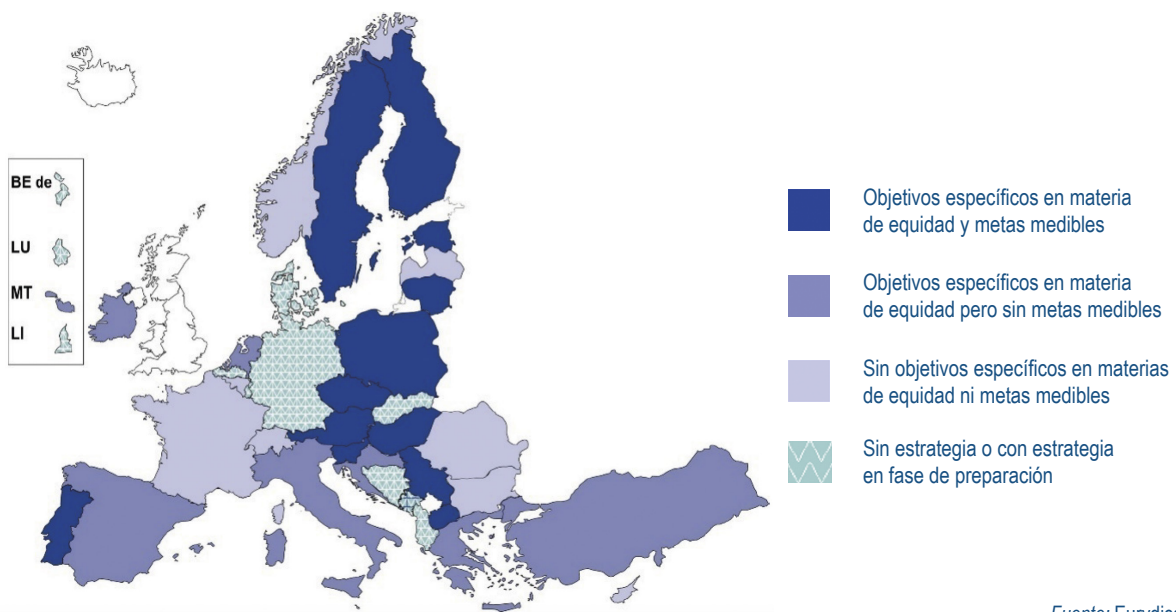 BE de
LU
MT
LI
Objetivos específicos en materia
de equidad y metas medibles
Objetivos específicos en materia
de equidad pero sin metas medibles
Sin objetivos específicos en materias
de equidad ni metas medibles
Sin estrategia o con estrategia
en fase de preparación
Fuente: